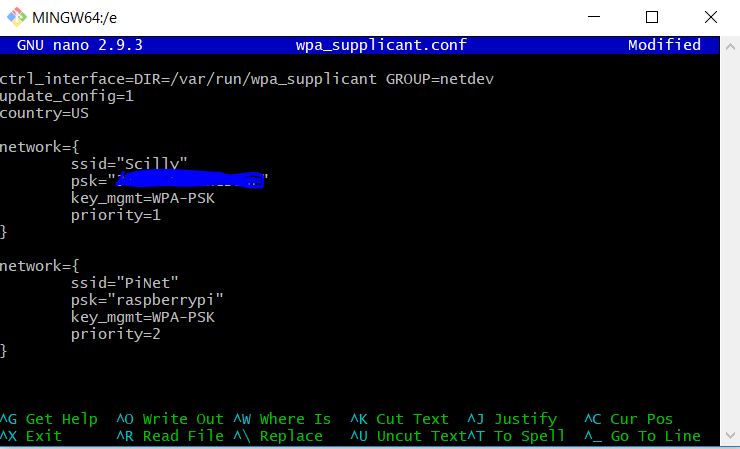 MINGW64:/e
GNU nano 2.9.3 wpa_supplicant.conf Modified
ctrl_interface=DIR=/var/run/wpa_supplicant GROUP=netdev
update_config=1
country=US
network={
ssid="Scilly"
psk="
key_mgmt=WPA-PSK
priority=1
}
network={
ssid="PiNet"
psk="raspberrypi"
key_mgmt=WPA-PSK
priority=2
}
^G Get Help ^O Write Out ^W Where Is ^K Cut Text ^J Justify ^C Cur Pos
^X Exit ^R Read File ^\ Replace ^U Uncut Text ^T To Spell ^_ Go To Line